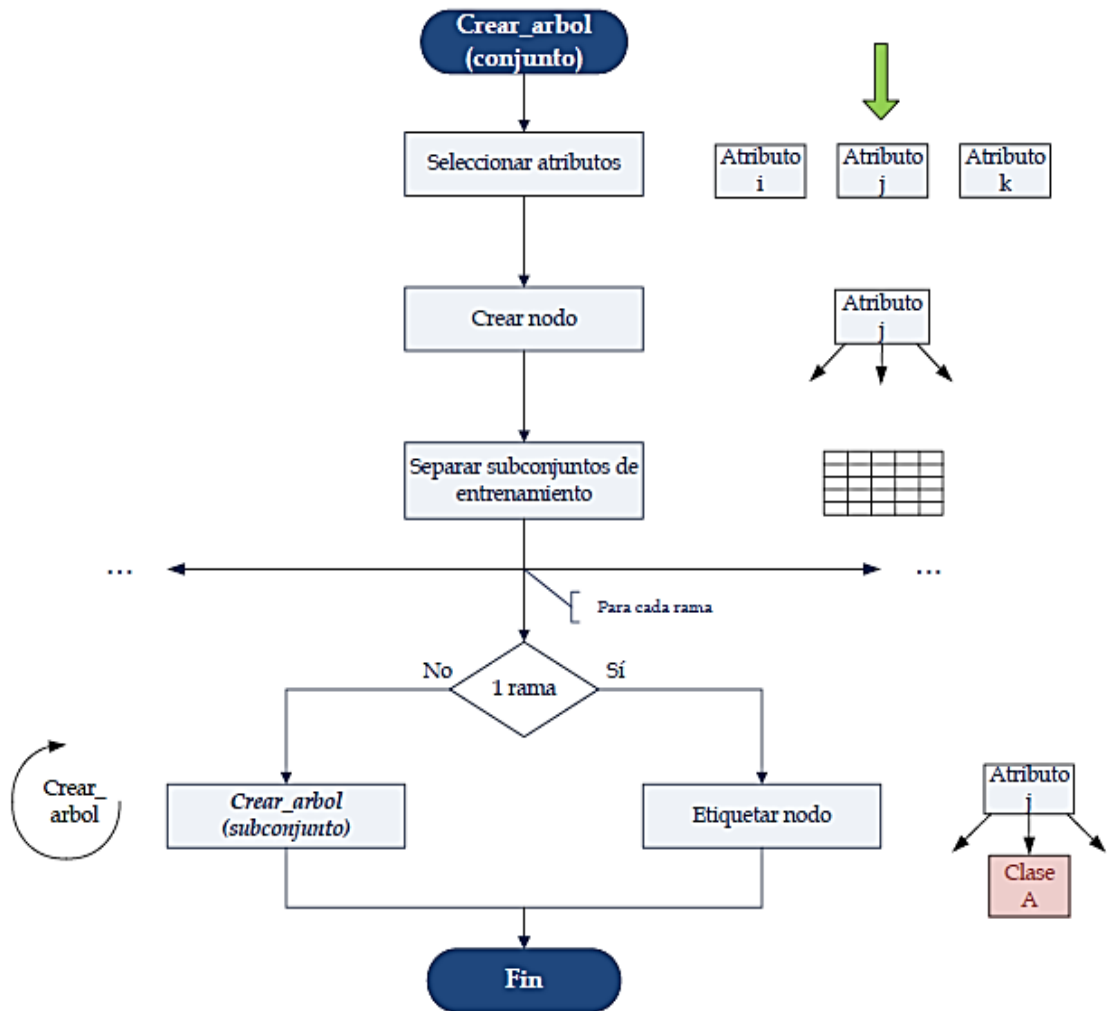 Crear_arbol
(conjunto)
Seleccionar atributos
Atributo
i
Atributo
j
Atributo
k
Crear nodo
Atributo
j
Separar subconjuntos de
entrenamiento
...
...
Para cada rama
No
1 rama
Sí
Crear_
arbol
Crear_arbol
(subconjunto)
Etiquetar nodo
Atributo
j
Clase
A
Fin